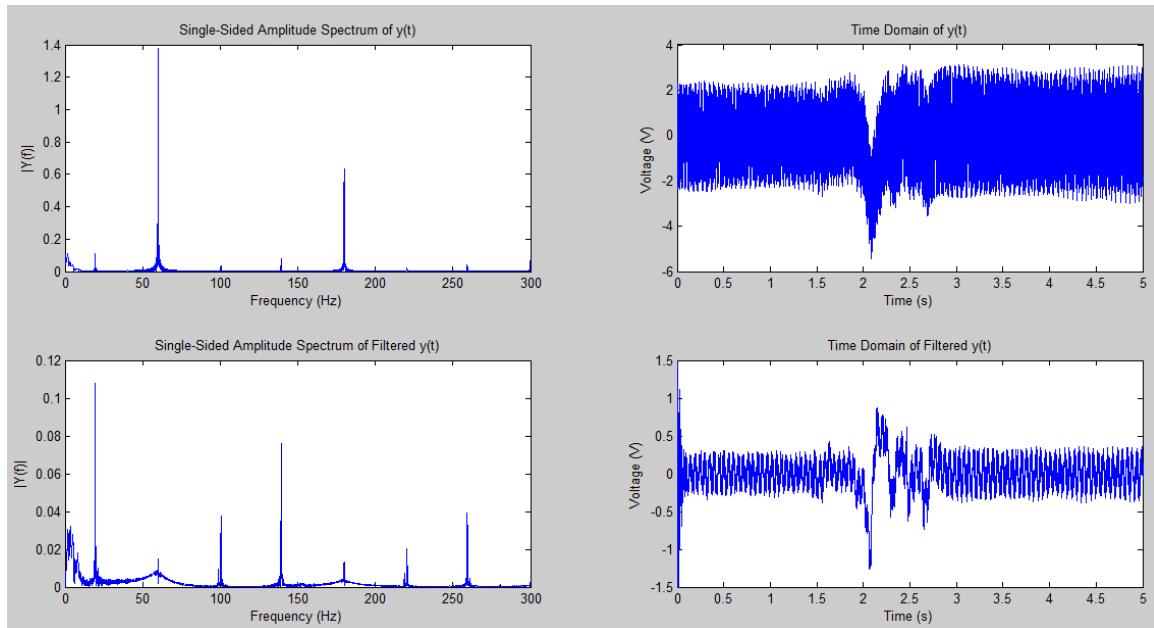 Single-Sided Amplitude Spectrum of y(t)
1.4
1.2
1
0.8
0.6
0.4
0.2
0
|Y(f)|
0 50 100 150 200 250 300
Frequency (Hz)
Time Domain of y(t)
4
2
0
-2
-4
-6
Voltage (V)
0 0.5 1 1.5 2 2.5 3 3.5 4 4.5 5
Time (s)
Single-Sided Amplitude Spectrum of Filtered y(t)
0.12
0.1
0.08
0.06
0.04
0.02
0
|Y(f)|
0 50 100 150 200 250 300
Frequency (Hz)
Time Domain of Filtered y(t)
1.5
1
0.5
0
-0.5
-1
-1.5
Voltage (V)
0 0.5 1 1.5 2 2.5 3 3.5 4 4.5 5
Time (s)